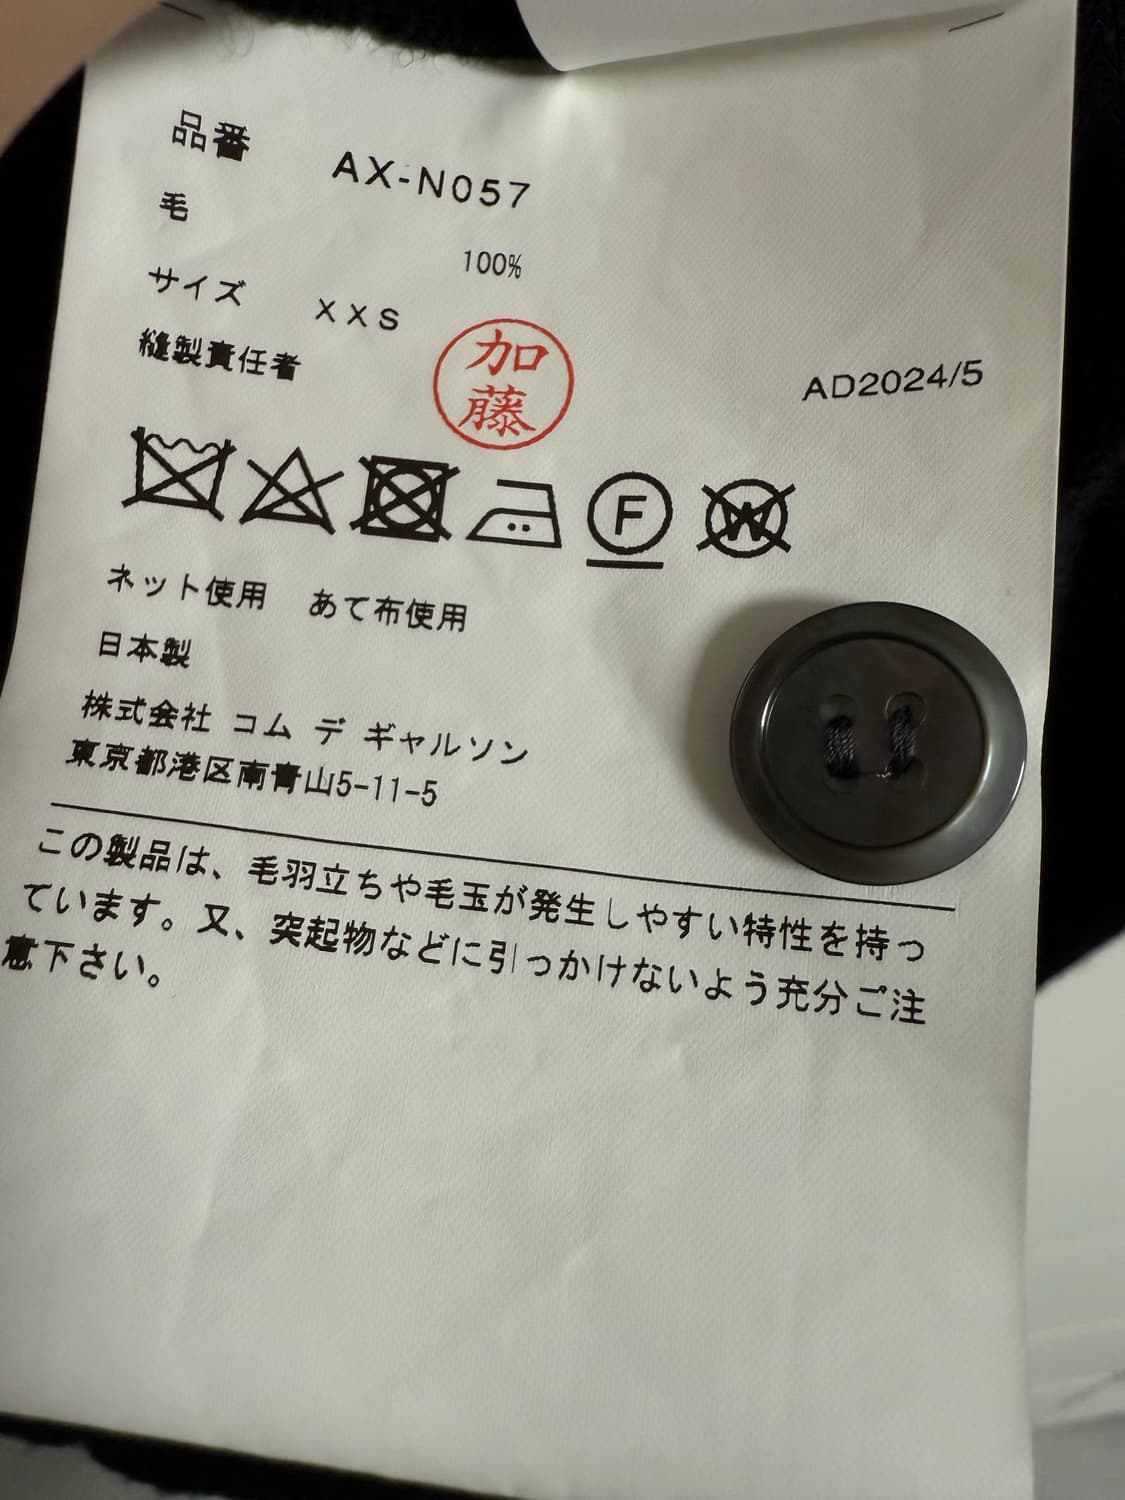 品番 AX-N057
毛 100%
サイズ XXS
縫製責任者 加藤
AD2024/5
F W
ネット使用 あて布使用
日本製
株式会社 コム デ ギャルソン
東京都港区南青山5-11-5
この製品は、毛羽立ちや毛玉が発生しやすい特性を持っ
ています。又、突起物などに引っかけないよう充分ご注
意下さい。